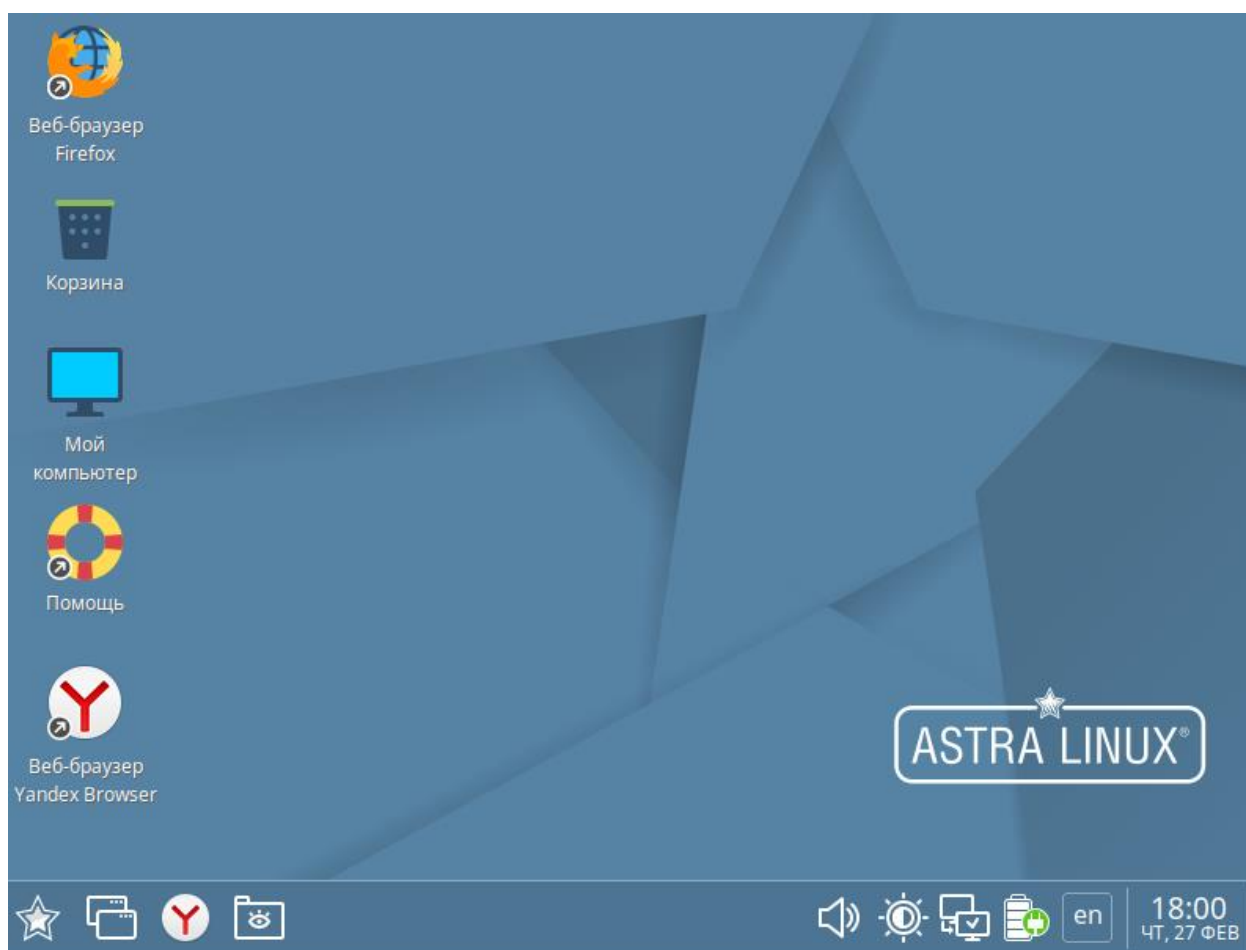 Веб-браузер
Firefox
Корзина
Мой
компьютер
Помощь
Веб-браузер
Yandex Browser
ASTRA LINUX®
en
18:00
ЧТ, 27 ФЕВ